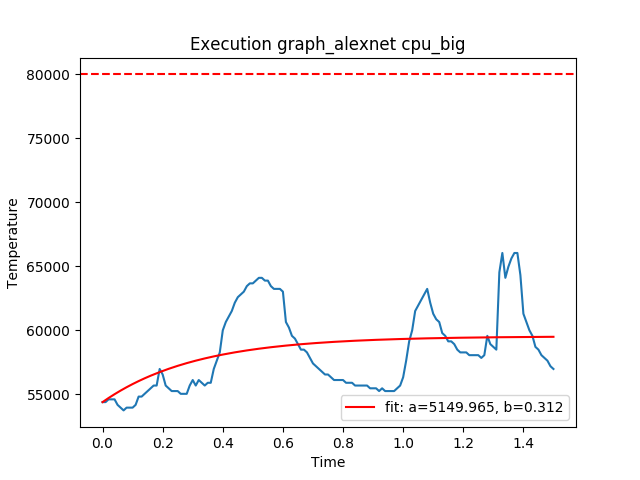 Execution graph_alexnet cpu_big
80000
75000
70000
65000
60000
55000
Temperature
fit: a=5149.965, b=0.312
0.0 0.2 0.4 0.6 0.8 1.0 1.2 1.4
Time